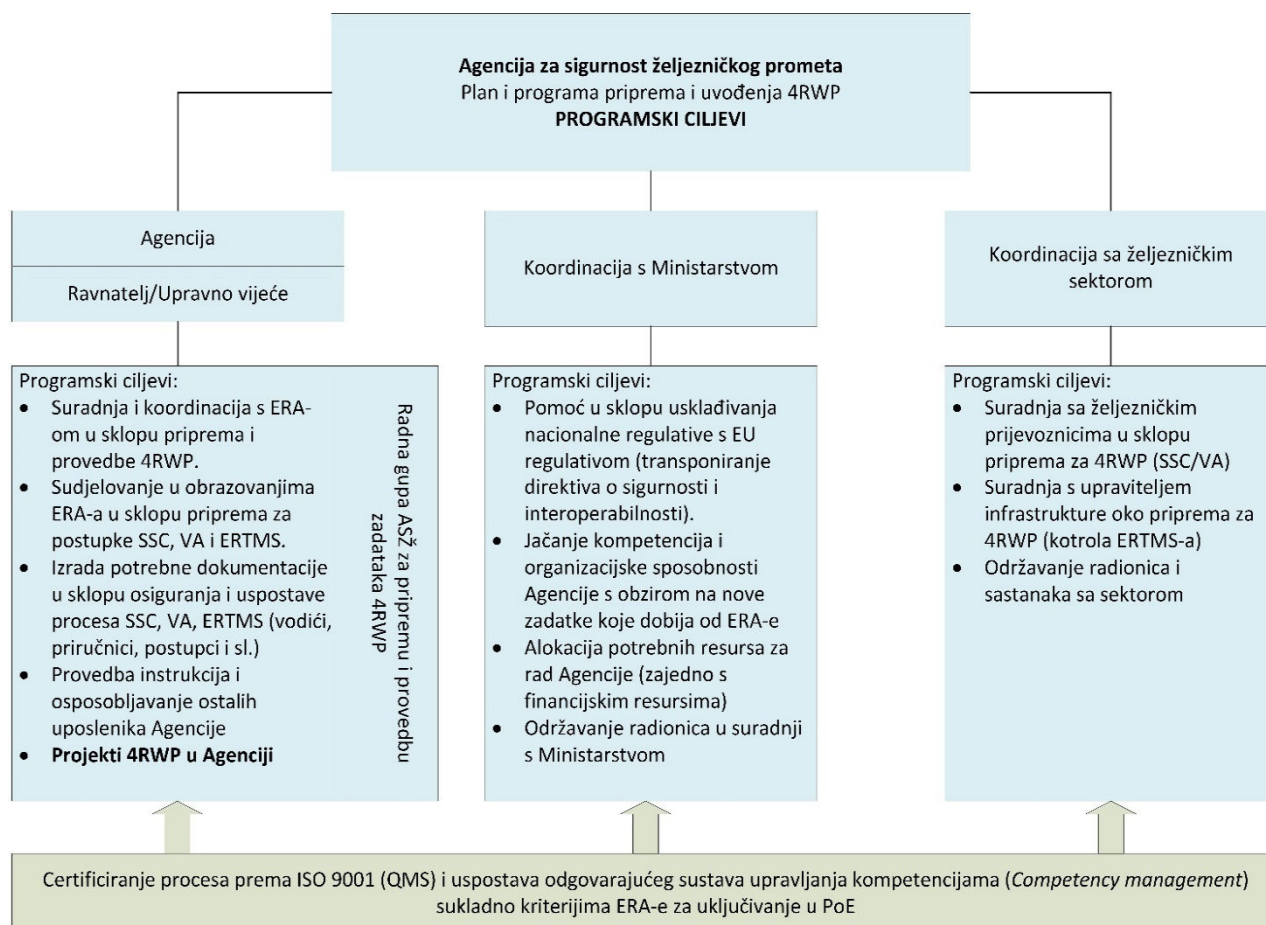 Agencija za sigurnost željezničkog prometa
Plan i programa priprema i uvođenja 4RWP
PROGRAMSKI CILJEVI
Agencija
Ravnatelj/Upravno vijeće
Koordinacija s Ministarstvom
Koordinacija sa željezničkim
sektorom
Programski ciljevi:
• Suradnja i koordinacija s ERA-
om u sklopu priprema i
provedbe 4RWP.
• Sudjelovanje u obrazovanjima
ERA-a u sklopu priprema za
postupke SSC, VA i ERTMS.
• Izrada potrebne dokumentacije
u sklopu osiguranja i uspostave
procesa SSC, VA, ERTMS (vodići,
priručnici, postupci i sl.)
• Provedba instrukcija i
osposobljavanje ostalih
uposlenika Agencije
• Projekti 4RWP u Agenciji
Radna gupa ASŽ za pripremu i provedbu
zadataka 4RWP
Programski ciljevi:
• Pomoć u sklopu usklađivanja
nacionalne regulative s EU
regulativom (transponiranje
direktiva o sigurnosti i
interoperabilnosti).
• Jačanje kompetencija i
organizacijske sposobnosti
Agencije s obzirom na nove
zadatke koje dobija od ERA-e
• Alokacija potrebnih resursa za
rad Agencije (zajedno s
financijskim resursima)
• Održavanje radionica u suradnji
s Ministarstvom
Programski ciljevi:
• Suradnja sa željezničkim
prijevoznicima u sklopu
priprema za 4RWP (SSC/VA)
• Suradnja s upraviteljem
infrastrukture oko priprema za
4RWP (kotrola ERTMS-a)
• Održavanje radionica i
sastanaka sa sektorom
Certificiranje procesa prema ISO 9001 (QMS) i uspostava odgovarajućeg sustava upravljanja kompetencijama (Competency management)
sukladno kriterijima ERA-e za uključivanje u PoE